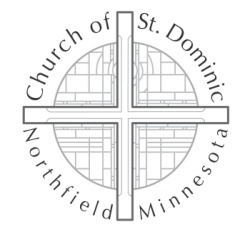 Church of St. Dominic
Northfield Minnesota